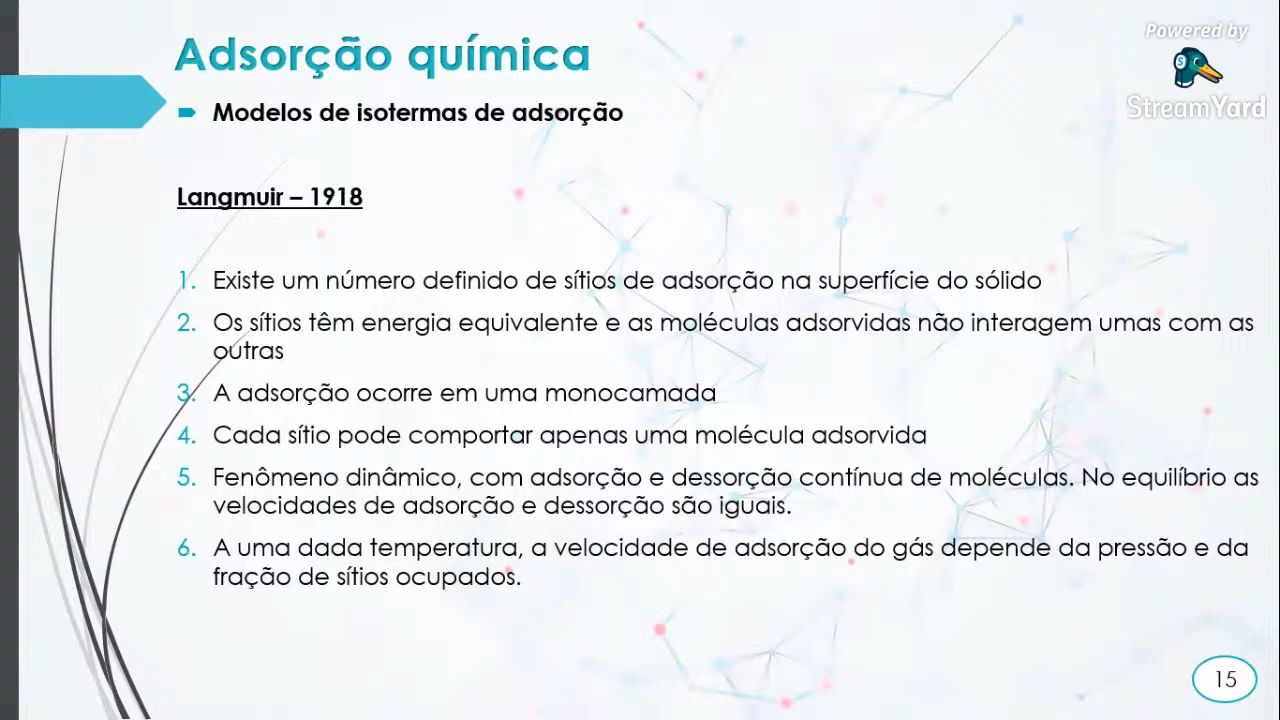 Adsorção química
Powered by
StreamYard
Modelos de isotermas de adsorção
Langmuir – 1918
1. Existe um número definido de sítios de adsorção na superfície do sólido
2. Os sítios têm energia equivalente e as moléculas adsorvidas não interagem umas com as
outras
3. A adsorção ocorre em uma monocamada
4. Cada sítio pode comportar apenas uma molécula adsorvida
5. Fenômeno dinâmico, com adsorção e dessorção contínua de moléculas. No equilíbrio as
velocidades de adsorção e dessorção são iguais.
6. A uma dada temperatura, a velocidade de adsorção do gás depende da pressão e da
fração de sítios ocupados.
15